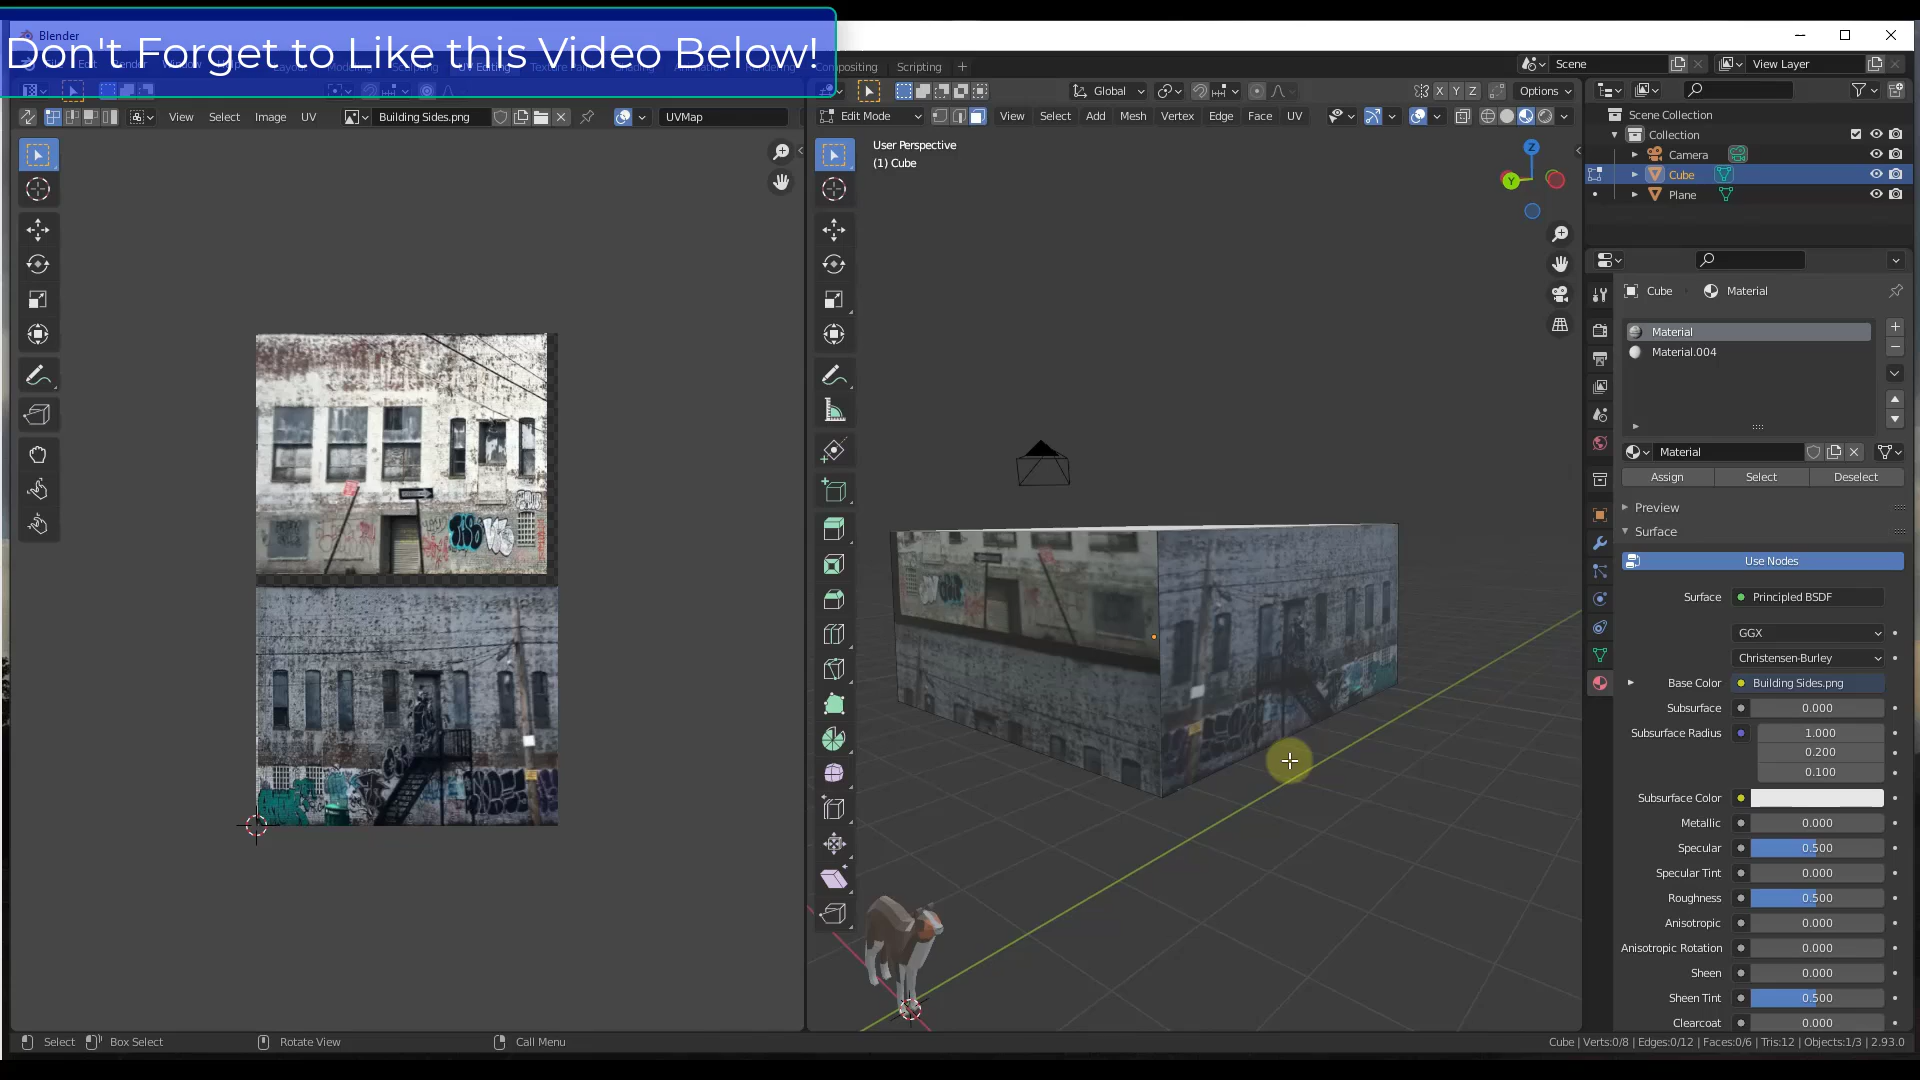 Blender
Don't Forget to Like this Video Below!
Compositing
Scripting
Scene
View Layer
View
Select
Image
UV
Building Sides.png
UVMap
Global
X Y Z
Options
Edit Mode
View
Select
Add
Mesh
Vertex
Edge
Face
UV
User Perspective
(1) Cube
Z
Y
Scene Collection
Collection
Camera
Cube
Plane
Cube
Material
Material
Material.004
Material
Assign
Select
Deselect
Preview
Surface
Use Nodes
Surface
Principled BSDF
GGX
Christensen-Burley
Base Color
Building Sides.png
Subsurface
0.000
Subsurface Radius
1.000
0.200
0.100
Subsurface Color
Metallic
0.000
Specular
0.500
Specular Tint
0.000
Roughness
0.500
Anisotropic
0.000
Anisotropic Rotation
0.000
Sheen
0.000
Sheen Tint
0.500
Clearcoat
0.000
Select
Box Select
Rotate View
Call Menu
Cube | Verts:0/8 | Edges:0/12 | Faces:0/6 | Tris:12 | Objects:1/3 | 2.93.0